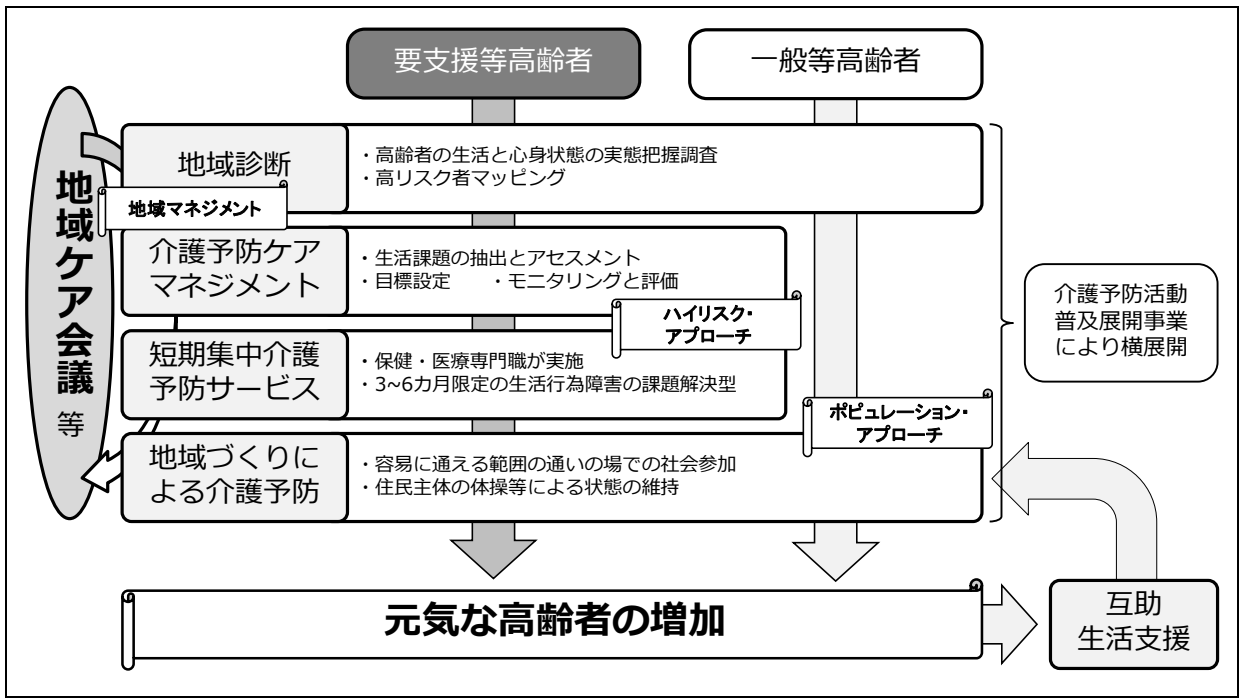 要支援等高齢者
一般等高齢者
地域ケア会議
等
地域診断
・高齢者の生活と心身状態の実態把握調査
・高リスク者マッピング
地域マネジメント
介護予防ケア
マネジメント
・生活課題の抽出とアセスメント
・目標設定　　・モニタリングと評価
ハイリスク・
アプローチ
短期集中介護
予防サービス
・保健・医療専門職が実施
・3~6カ月限定の生活行為障害の課題解決型
ポピュレーション・
アプローチ
地域づくりに
よる介護予防
・容易に通える範囲の通いの場での社会参加
・住民主体の体操等による状態の維持
介護予防活動
普及展開事業
により横展開
元気な高齢者の増加
互助
生活支援